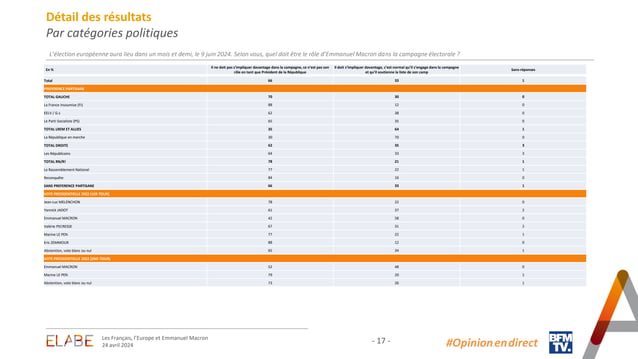 Détail des résultats
Par catégories politiques
L'élection européenne aura lieu dans un mois et demi, le 9 juin 2024. Selon vous, quel doit être le rôle d'Emmanuel Macron dans la campagne électorale ?
En % Il ne doit pas s'impliquer davantage dans la campagne, ce n'est pas son rôle en tant que Président de la République Il doit s'impliquer davantage, c'est normal qu'il s'engage dans la campagne et qu'il soutienne la liste de son camp Sans réponses
Total 66 33 1
PREFERENCE PARTISANE
TOTAL GAUCHE 70 30 0
La France Insoumise (FI) 88 12 0
EELV / G.s 62 38 0
Le Parti Socialiste (PS) 65 35 0
TOTAL LREM ET ALLIES 35 64 1
La République en marche 30 70 0
TOTAL DROITE 62 35 3
Les Républicains 64 33 3
TOTAL RN/R! 78 21 1
Le Rassemblement National 77 22 1
Reconquête 84 16 0
SANS PREFERENCE PARTISANE 66 33 1
VOTE PRESIDENTIELLE 2022 (1ER TOUR)
Jean-Luc MELENCHON 78 22 0
Yannick JADOT 61 37 2
Emmanuel MACRON 42 58 0
Valérie PECRESSE 67 31 2
Marine LE PEN 77 22 1
Eric ZEMMOUR 88 12 0
Abstention, vote blanc ou nul 65 34 1
VOTE PRESIDENTIELLE 2022 (2ND TOUR)
Emmanuel MACRON 52 48 0
Marine LE PEN 79 20 1
Abstention, vote blanc ou nul 73 26 1
ELABE
Les Français, l'Europe et Emmanuel Macron
24 avril 2024
- 17 -
#Opinionendirect
BFM
TV.